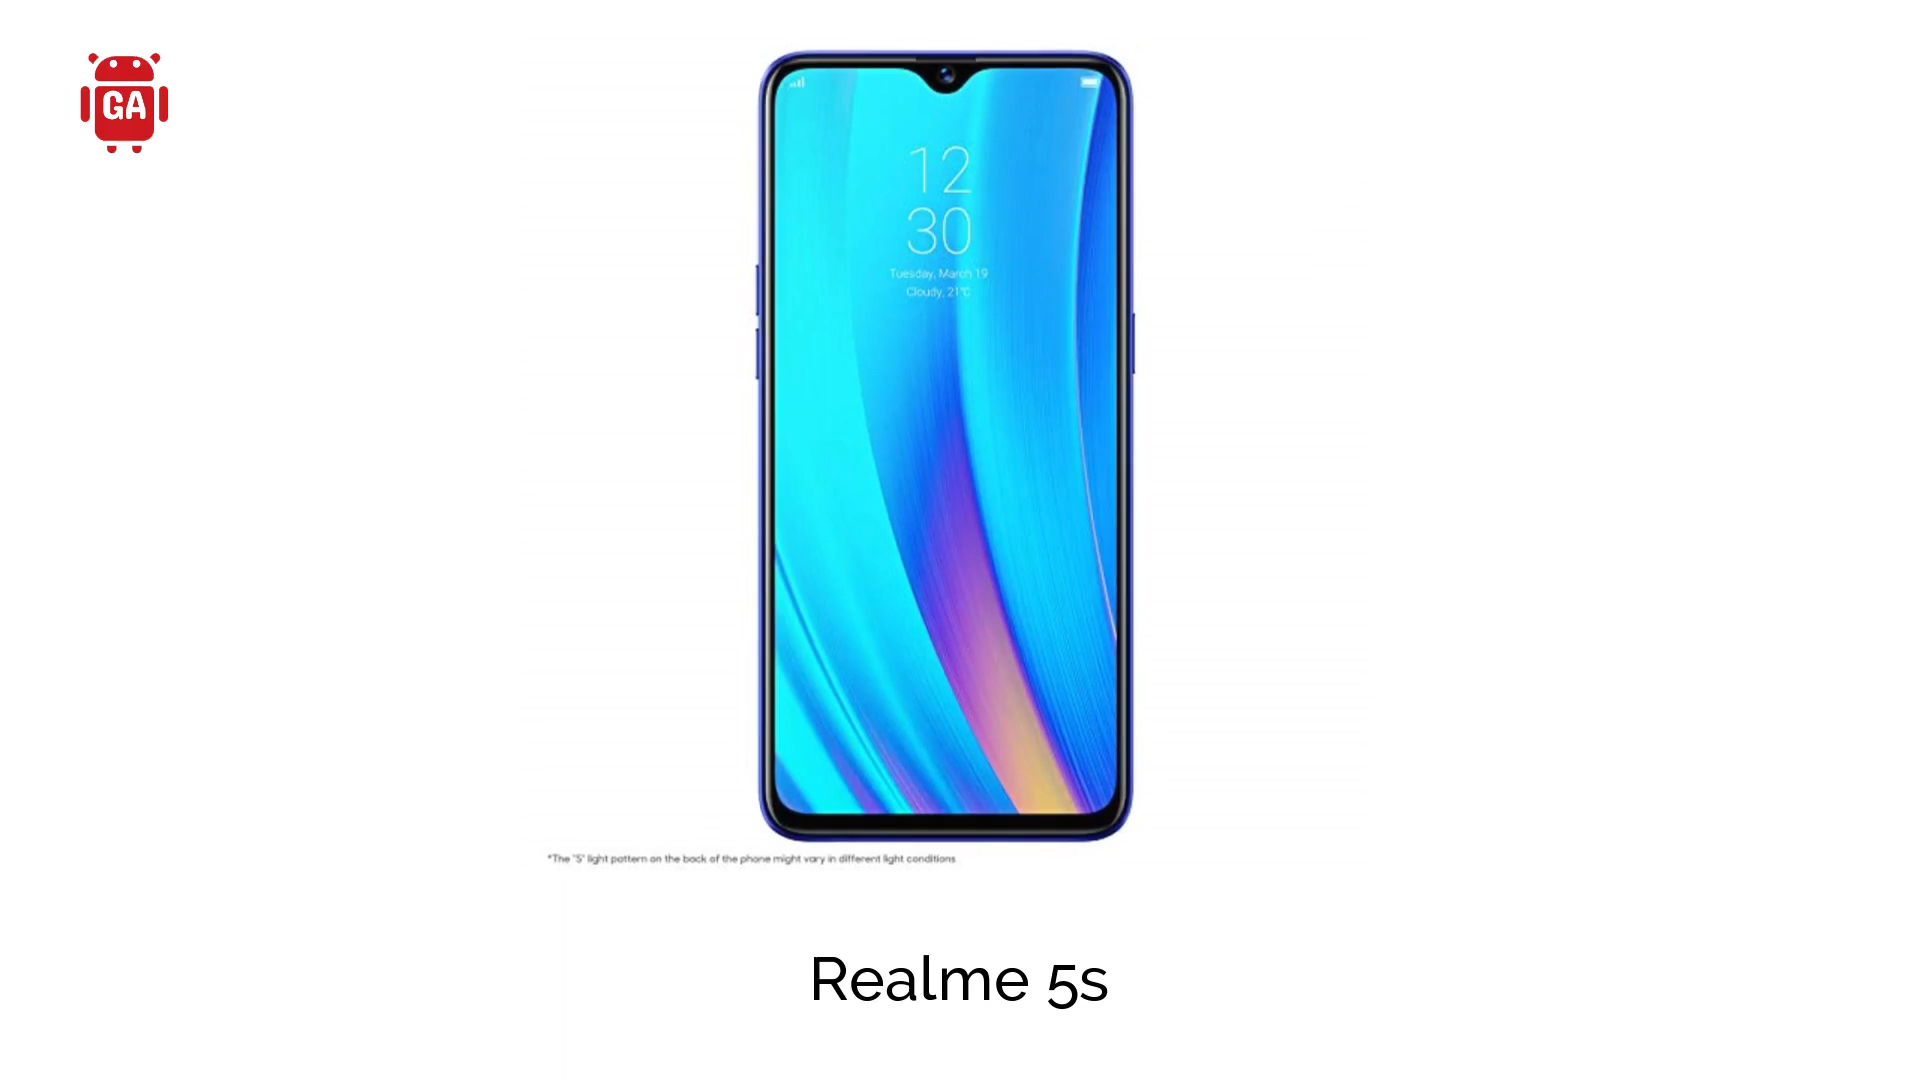 GA
12
30
Tuesday, March 19
Cloudy, 21°C
*The "S" light pattern on the back of the phone might vary in different light conditions
Realme 5s